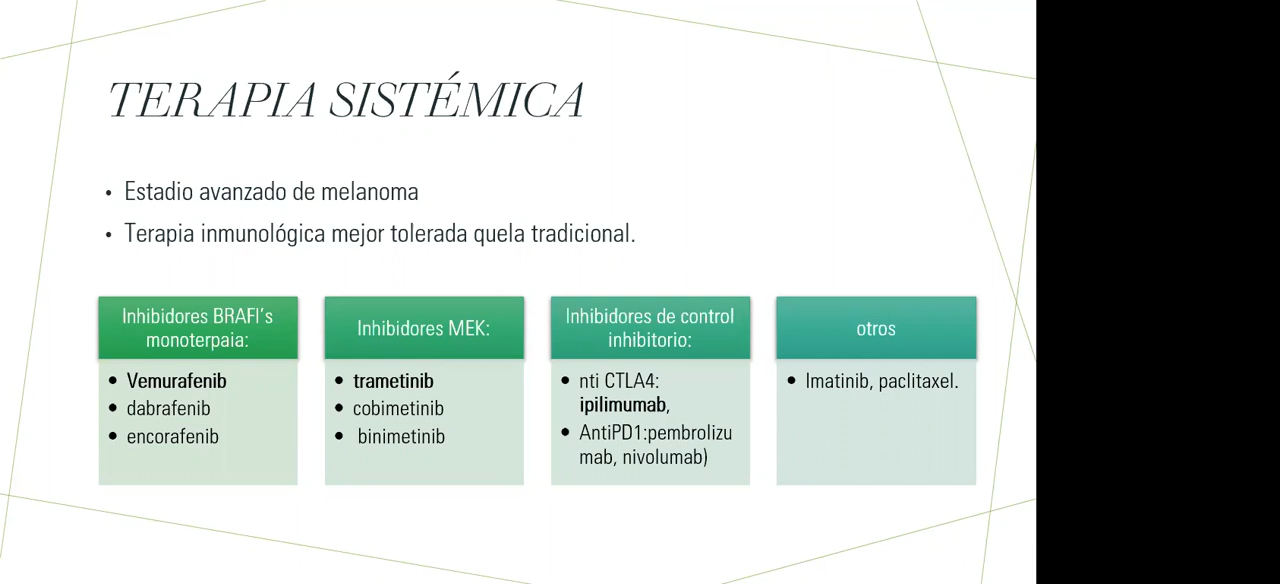 TERAPIA SISTÉMICA
• Estadio avanzado de melanoma
• Terapia inmunológica mejor tolerada quela tradicional.
Inhibidores BRAFI's
monoterpaia:
• Vemurafenib
• dabrafenib
• encorafenib
Inhibidores MEK:
• trametinib
• cobimetinib
• binimetinib
Inhibidores de control
inhibitorio:
• nti CTLA4:
ipilimumab,
• AntiPD1:pembrolizu
mab, nivolumab)
otros
• Imatinib, paclitaxel.